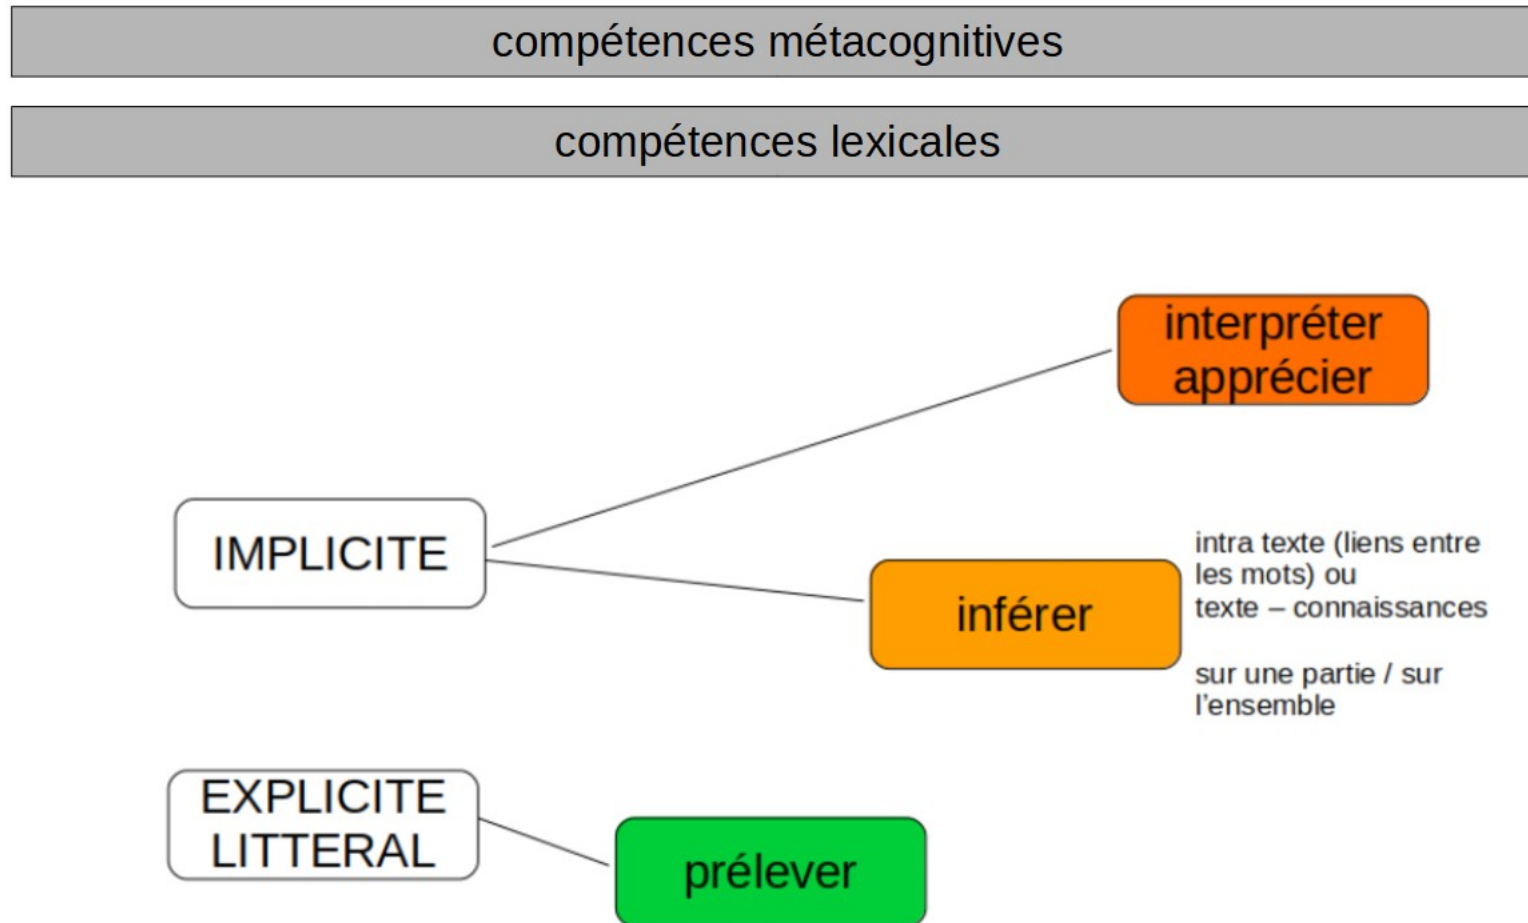 compétences métacognitives
compétences lexicales
interpréter
apprécier
IMPLICITE
inférer
intra texte (liens entre
les mots) ou
texte – connaissances
sur une partie / sur
l'ensemble
EXPLICITE
LITTERAL
prélever